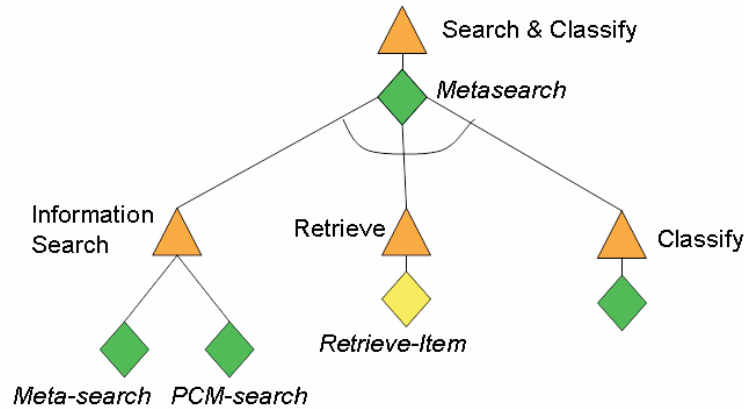 Search & Classify
Metasearch
Information
Search
Retrieve
Classify
Retrieve-Item
Meta-search
PCM-search